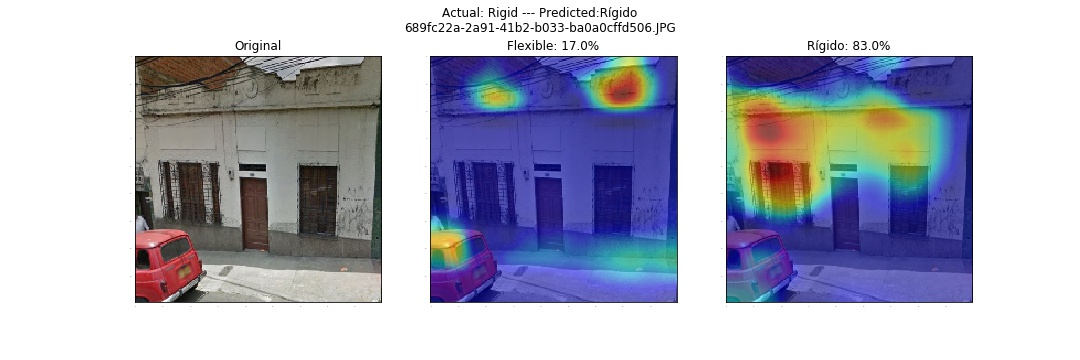 Actual: Rigid --- Predicted:Rígido
689fc22a-2a91-41b2-b033-ba0a0cffd506.JPG
Original
Flexible: 17.0%
Rígido: 83.0%